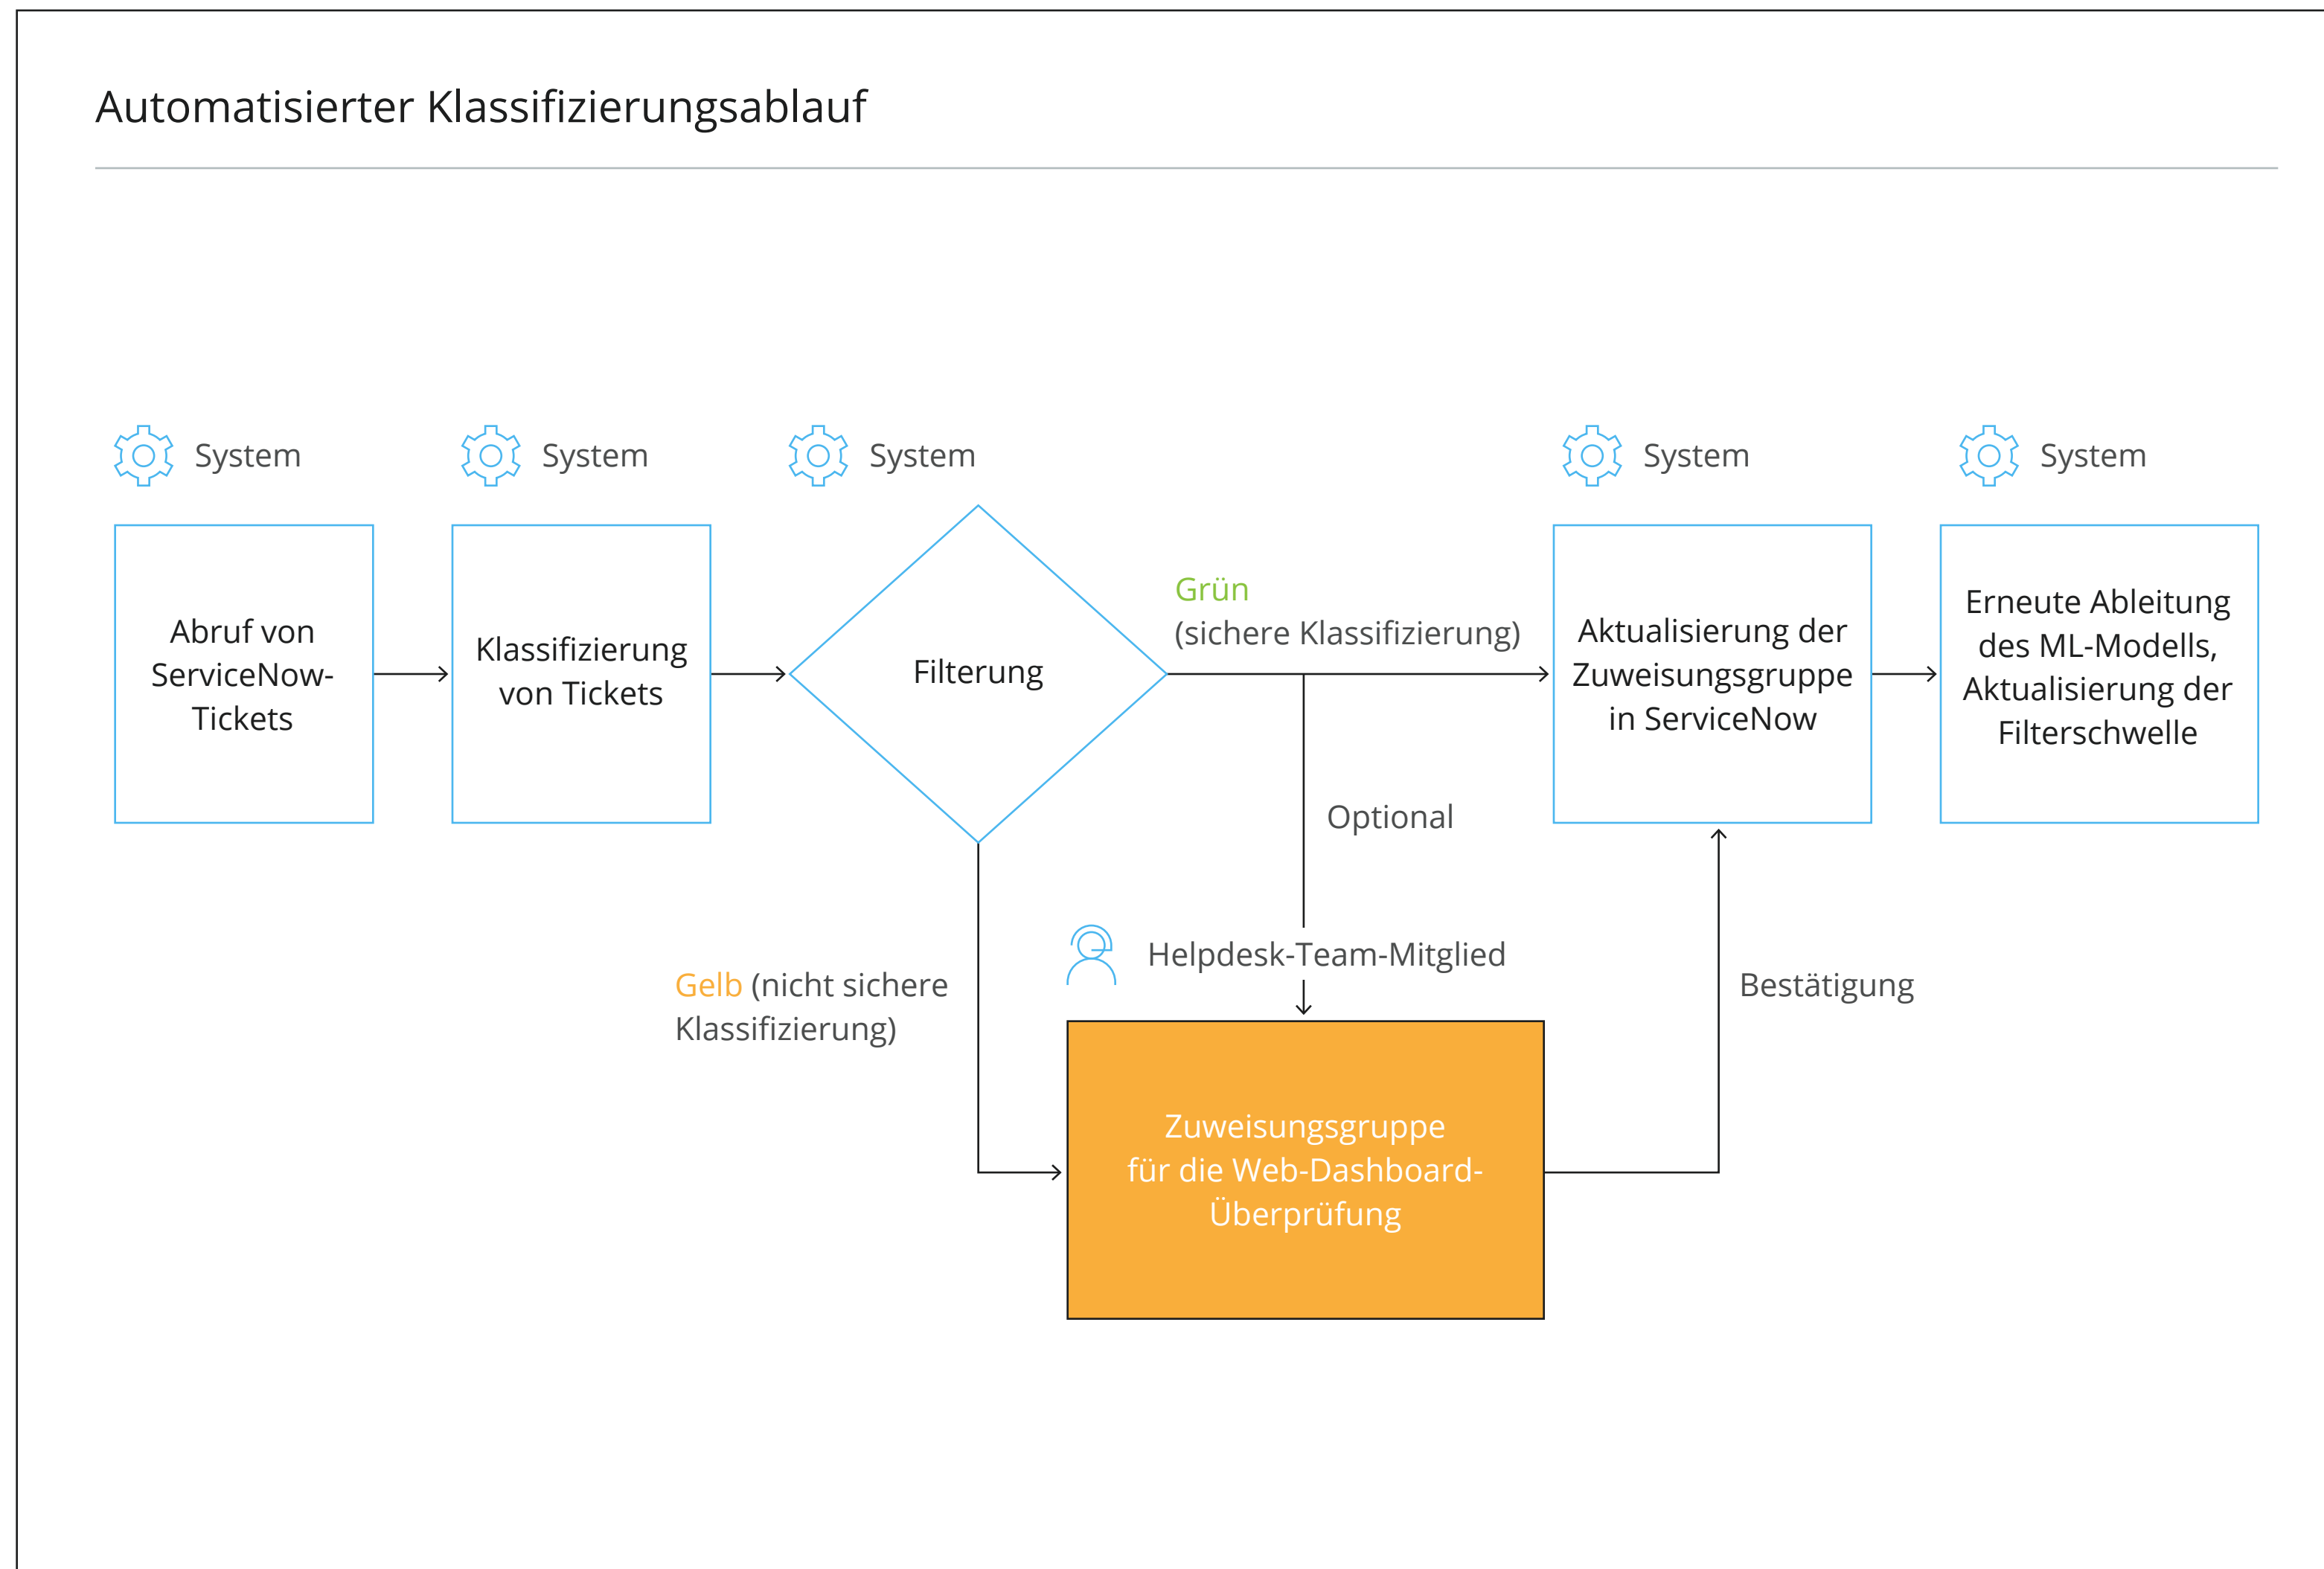 Automatisierter Klassifizierungsablauf
System
System
System
System
System
Abruf von
ServiceNow-
Tickets
Klassifizierung
von Tickets
Filterung
Grün
(sichere Klassifizierung)
Aktualisierung der
Zuweisungsgruppe
in ServiceNow
Erneute Ableitung
des ML-Modells,
Aktualisierung der
Filterschwelle
Optional
Helpdesk-Team-Mitglied
Gelb (nicht sichere
Klassifizierung)
Bestätigung
Zuweisungsgruppe
für die Web-Dashboard-
Überprüfung